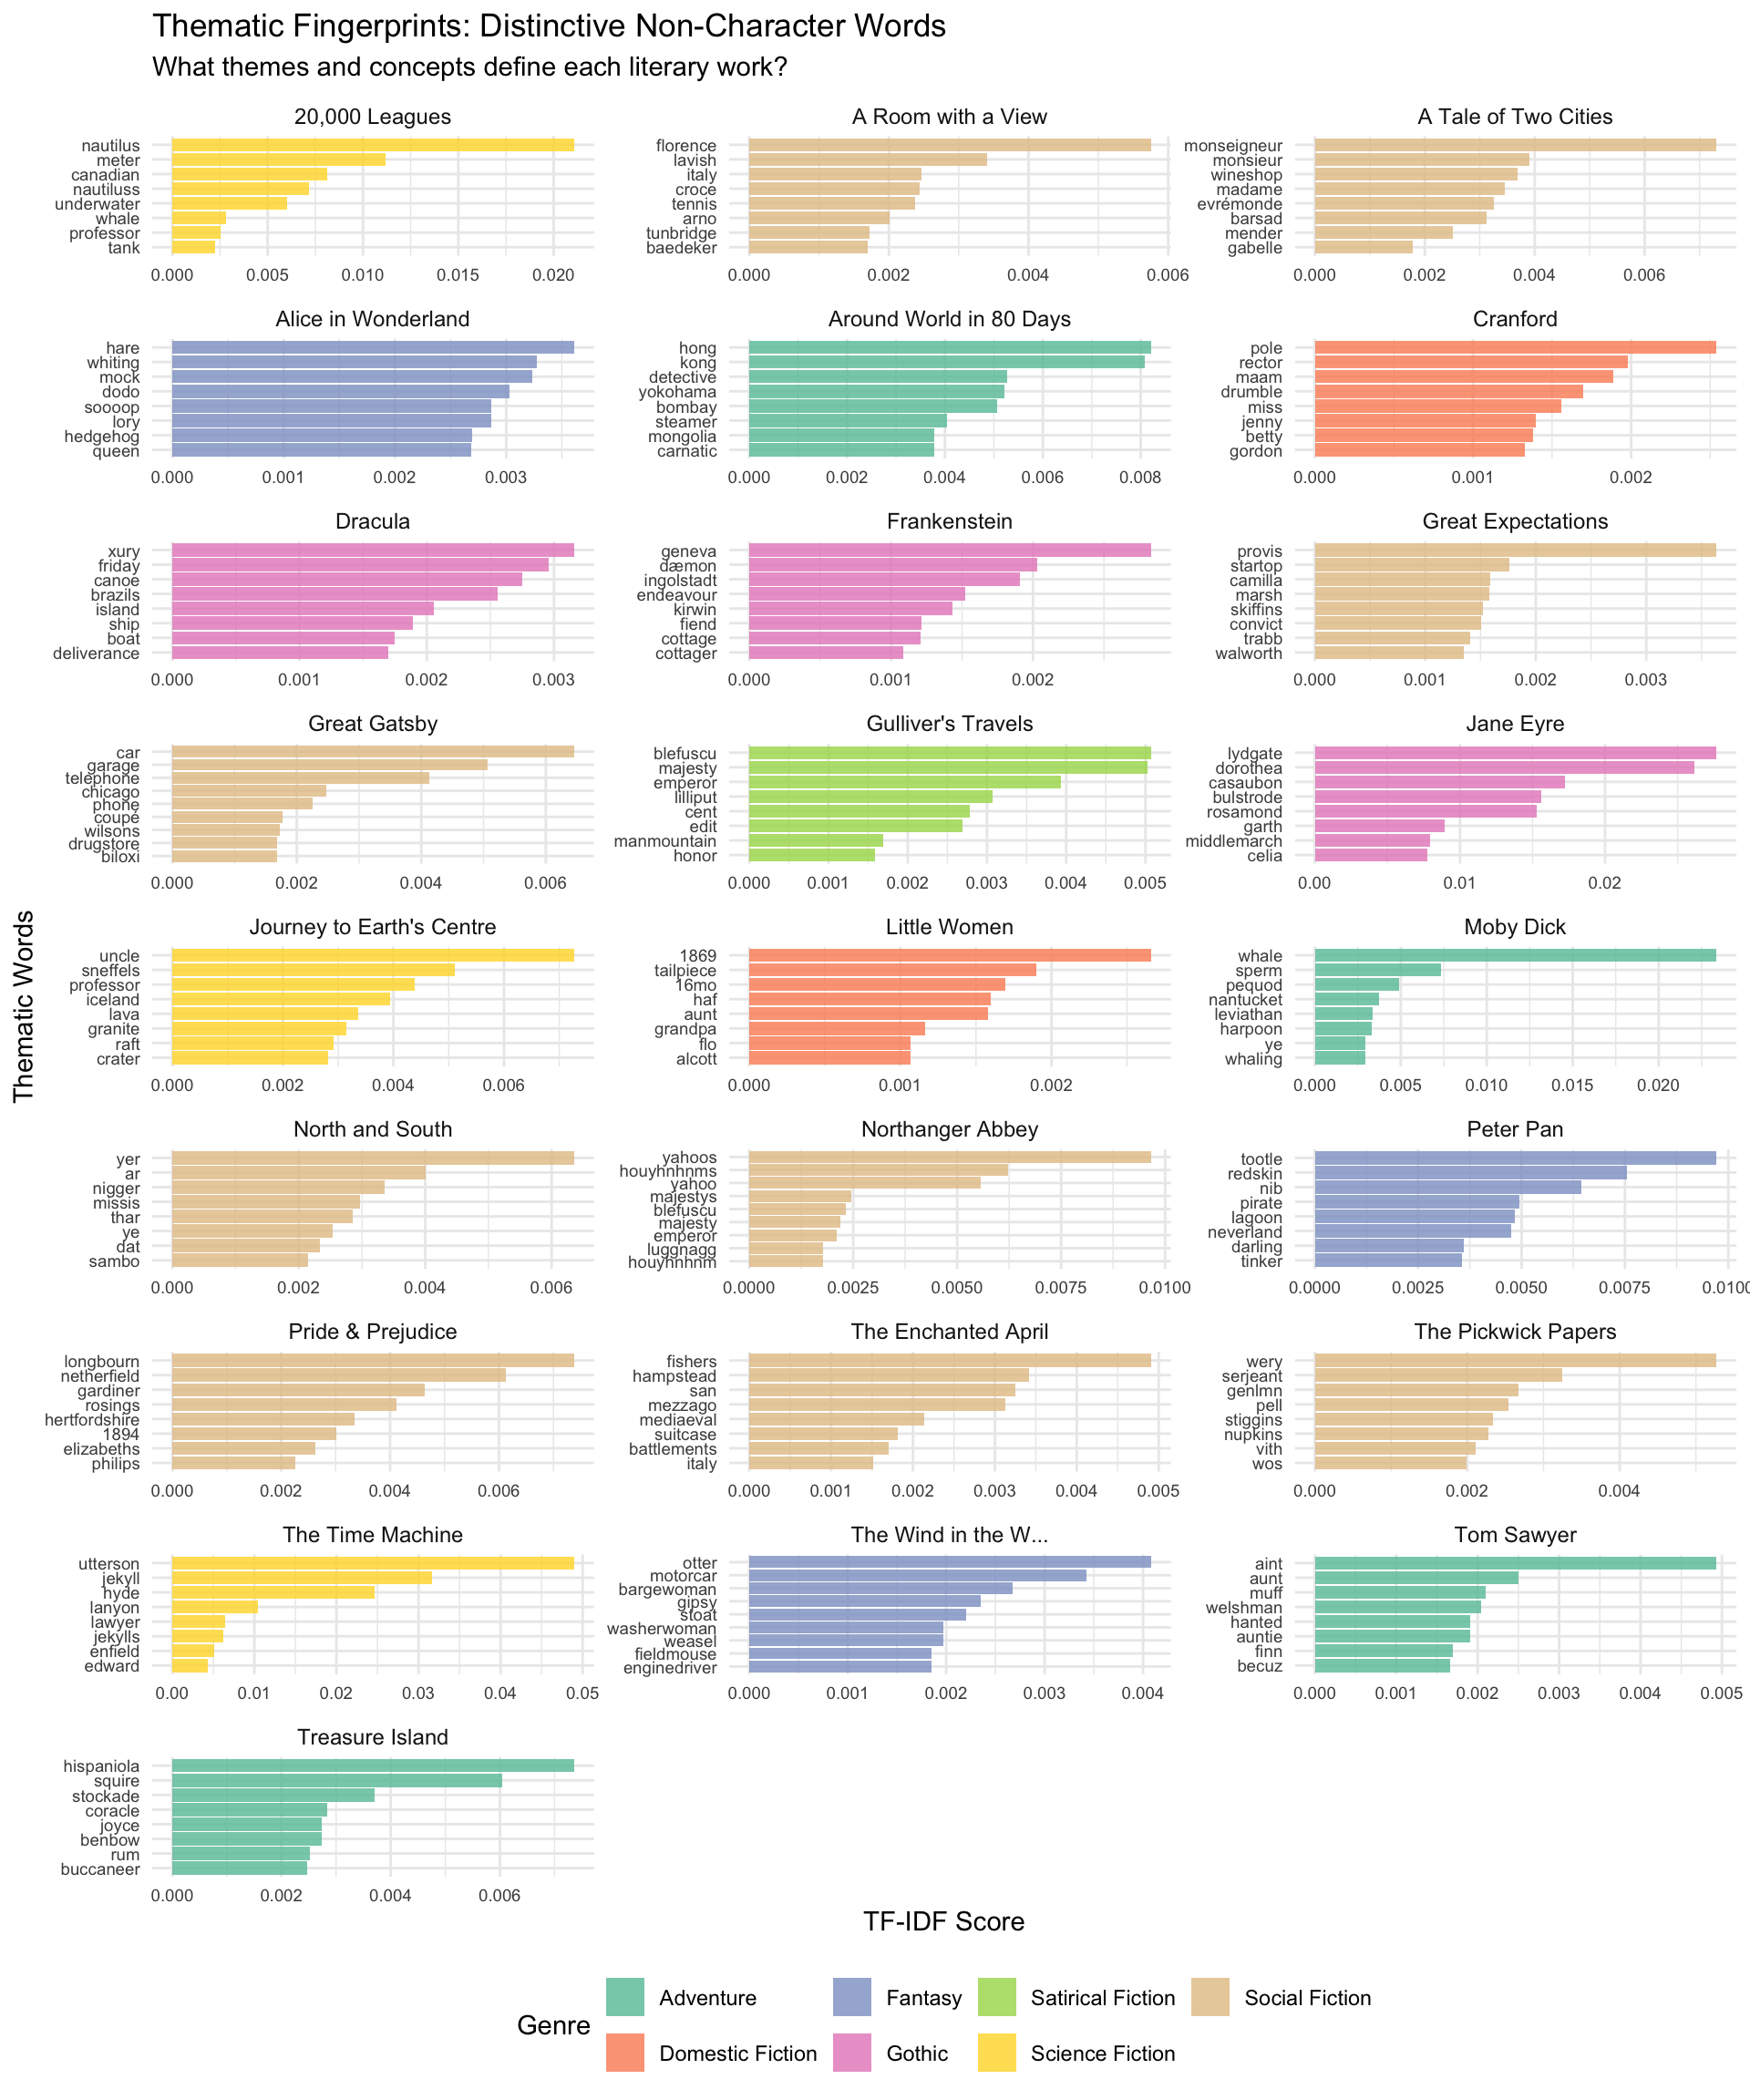 Thematic Fingerprints: Distinctive Non-Character Words
What themes and concepts define each literary work?
Thematic Words
20,000 Leagues
nautilus
meter
canadian
nautiluss
underwater
whale
professor
tank
0.000 0.005 0.010 0.015 0.020
A Room with a View
florence
lavish
italy
croce
tennis
arno
tunbridge
baedeker
0.000 0.002 0.004 0.006
A Tale of Two Cities
monseigneur
monsieur
wineshop
madame
evrémonde
barsad
mender
gabelle
0.000 0.002 0.004 0.006
Alice in Wonderland
hare
whiting
mock
dodo
soooop
lory
hedgehog
queen
0.000 0.001 0.002 0.003
Around World in 80 Days
hong
kong
detective
yokohama
bombay
steamer
mongolia
carnatic
0.000 0.002 0.004 0.006 0.008
Cranford
pole
rector
maam
drumble
miss
jenny
betty
gordon
0.000 0.001 0.002
Dracula
xury
friday
canoe
brazils
island
ship
boat
deliverance
0.000 0.001 0.002 0.003
Frankenstein
geneva
dæmon
ingolstadt
endeavour
kirwin
fiend
cottage
cottager
0.000 0.001 0.002
Great Expectations
provis
startop
camilla
marsh
skiffins
convict
trabb
walworth
0.000 0.001 0.002 0.003
Great Gatsby
car
garage
telephone
chicago
phone
coupé
wilsons
drugstore
biloxi
0.000 0.002 0.004 0.006
Gulliver's Travels
blefuscu
majesty
emperor
lilliput
cent
edit
manmountain
honor
0.000 0.001 0.002 0.003 0.004 0.005
Jane Eyre
lydgate
dorothea
casaubon
bulstrode
rosamond
garth
middlemarch
celia
0.00 0.01 0.02
Journey to Earth's Centre
uncle
sneffels
professor
iceland
lava
granite
raft
crater
0.000 0.002 0.004 0.006
Little Women
1869
tailpiece
16mo
haf
aunt
grandpa
flo
alcott
0.000 0.001 0.002
Moby Dick
whale
sperm
pequod
nantucket
leviathan
harpoon
ye
whaling
0.000 0.005 0.010 0.015 0.020
North and South
yer
ar
nigger
missis
thar
ye
dat
sambo
0.000 0.002 0.004 0.006
Northanger Abbey
yahoos
houyhnhnms
yahoo
majestys
blefuscu
majesty
emperor
luggnagg
houyhnhnm
0.0000 0.0025 0.0050 0.0075 0.0100
Peter Pan
tootle
redskin
nib
pirate
lagoon
neverland
darling
tinker
0.0000 0.0025 0.0050 0.0075 0.0100
Pride & Prejudice
longbourn
netherfield
gardiner
rosings
hertfordshire
1894
elizabeths
philips
0.000 0.002 0.004 0.006
The Enchanted April
fishers
hampstead
san
mezzago
mediaeval
suitcase
battlements
italy
0.000 0.001 0.002 0.003 0.004 0.005
The Pickwick Papers
wery
serjeant
genlmn
pell
stiggins
nupkins
vith
wos
0.000 0.002 0.004
The Time Machine
utterson
jekyll
hyde
lanyon
lawyer
jekylls
enfield
edward
0.00 0.01 0.02 0.03 0.04 0.05
The Wind in the W...
otter
motorcar
bargewoman
gipsy
stoat
washerwoman
weasel
fieldmouse
enginedriver
0.000 0.001 0.002 0.003 0.004
Tom Sawyer
aint
aunt
muff
welshman
hanted
auntie
finn
becuz
0.000 0.001 0.002 0.003 0.004 0.005
Treasure Island
hispaniola
squire
stockade
coracle
joyce
benbow
rum
buccaneer
0.000 0.002 0.004 0.006
TF-IDF Score
Genre
Adventure Fantasy Satirical Fiction Social Fiction
Domestic Fiction Gothic Science Fiction